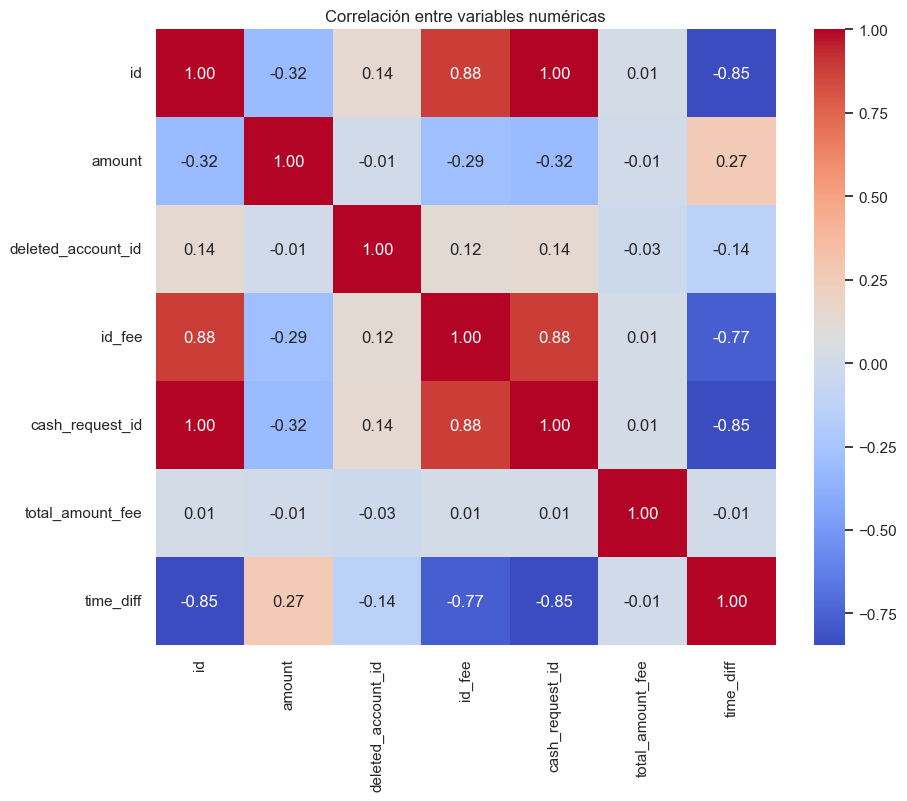 Correlación entre variables numéricas
id 1.00 -0.32 0.14 0.88 1.00 0.01 -0.85
amount -0.32 1.00 -0.01 -0.29 -0.32 -0.01 0.27
deleted_account_id 0.14 -0.01 1.00 0.12 0.14 -0.03 -0.14
id_fee 0.88 -0.29 0.12 1.00 0.88 0.01 -0.77
cash_request_id 1.00 -0.32 0.14 0.88 1.00 0.01 -0.85
total_amount_fee 0.01 -0.01 -0.03 0.01 0.01 1.00 -0.01
time_diff -0.85 0.27 -0.14 -0.77 -0.85 -0.01 1.00
id
amount
deleted_account_id
id_fee
cash_request_id
total_amount_fee
time_diff
1.00
0.75
0.50
0.25
0.00
-0.25
-0.50
-0.75